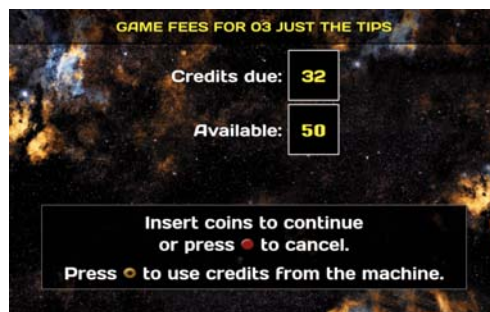 GAME FEES FOR 03 JUST THE TIPS
Credits due: 32
Available: 50
Insert coins to continue
or press to cancel.
Press to use credits from the machine.